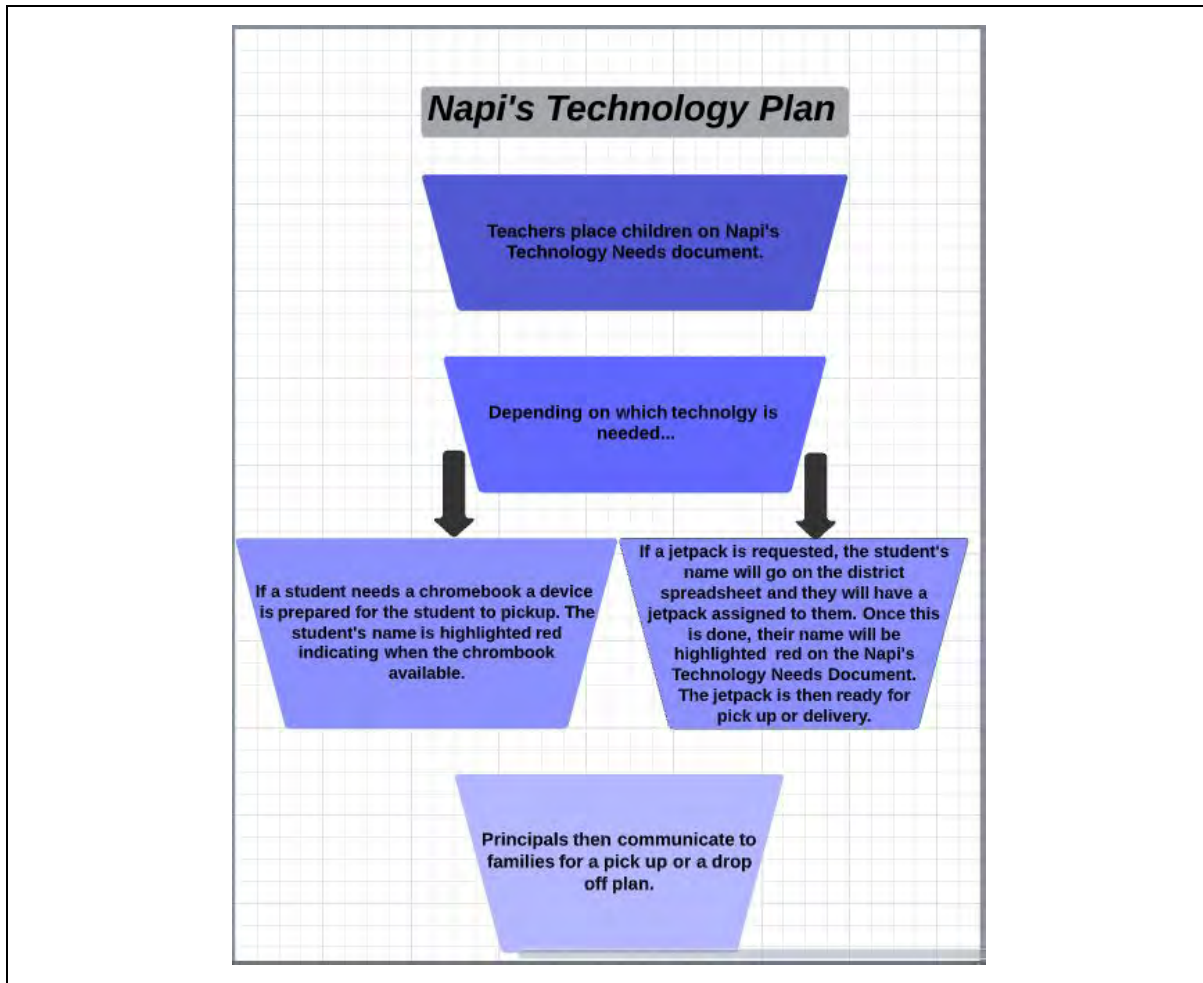 Napi's Technology Plan
Teachers place children on Napi's
Technology Needs document.
Depending on which technolgy is
needed...
If a student needs a chromebook a device
is prepared for the student to pickup. The
student's name is highlighted red
indicating when the chrombook
available.
If a jetpack is requested, the student's
name will go on the district
spreadsheet and they will have a
jetpack assigned to them. Once this
is done, their name will be
highlighted red on the Napi's
Technology Needs Document.
The jetpack is then ready for
pick up or delivery.
Principals then communicate to
families for a pick up or a drop
off plan.